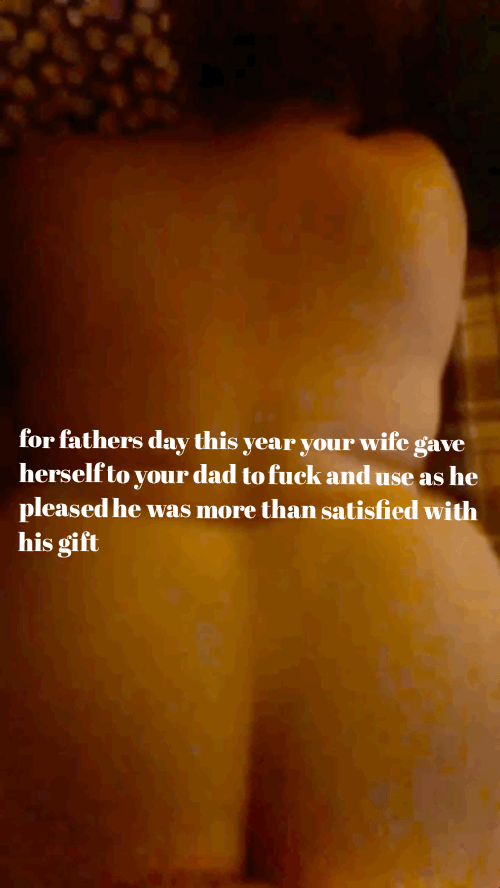 for fathers day this year your wife gave
herself to your dad to fuck and use as he
pleased he was more than satisfied with
his gift